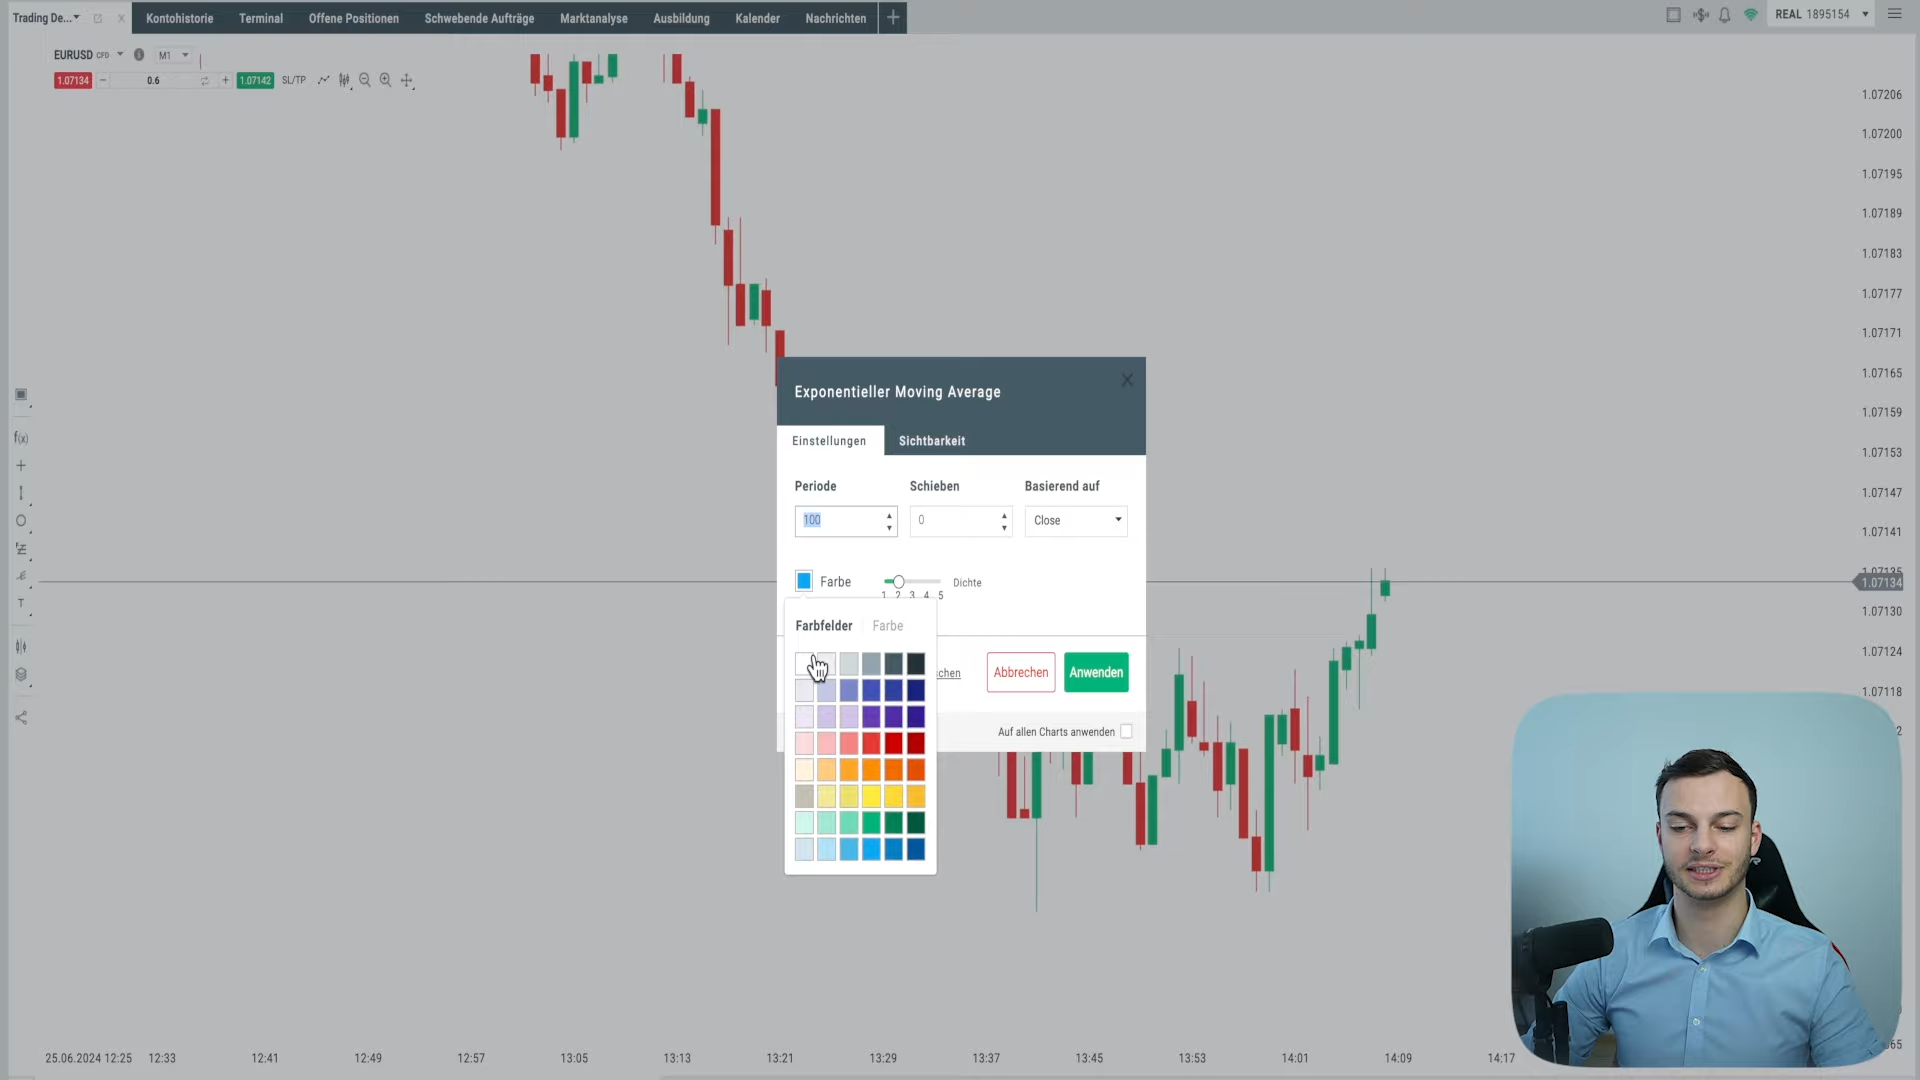 Trading De...
Kontohistorie
Terminal
Offene Positionen
Schwebende Aufträge
Marktanalyse
Ausbildung
Kalender
Nachrichten
REAL 1895154
EURUSD CFD
M1
1.07134
0.6
1.07142
SL/TP
f(x)
T
Exponentieller Moving Average
Einstellungen
Sichtbarkeit
Periode
Schieben
Basierend auf
100
0
Close
Farbe
Dichte
1 2 3 4 5
Farbfelder
Farbe
chen
Abbrechen
Anwenden
Auf allen Charts anwenden
1.07206
1.07200
1.07195
1.07189
1.07183
1.07177
1.07171
1.07165
1.07159
1.07153
1.07147
1.07141
1.07135
1.07134
1.07130
1.07124
1.07118
25.06.2024 12:25
12:33
12:41
12:49
12:57
13:05
13:13
13:21
13:29
13:37
13:45
13:53
14:01
14:09
14:17